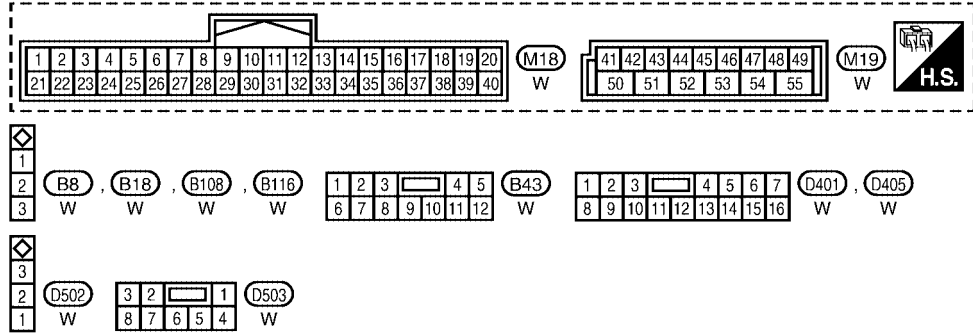 1 2 3 4 5 6 7 8 9 10 11 12 13 14 15 16 17 18 19 20 M18 41 42 43 44 45 46 47 48 49 M19
21 22 23 24 25 26 27 28 29 30 31 32 33 34 35 36 37 38 39 40 W 50 51 52 53 54 55 W H.S.
1
2 B8 , B18 , B108 , B116 1 2 3 4 5 B43 1 2 3 4 5 6 7 D401 , D405
3 W W W W 6 7 8 9 10 11 12 W 8 9 10 11 12 13 14 15 16 W W
3
2 D502 3 2 1 D503
1 W 8 7 6 5 4 W